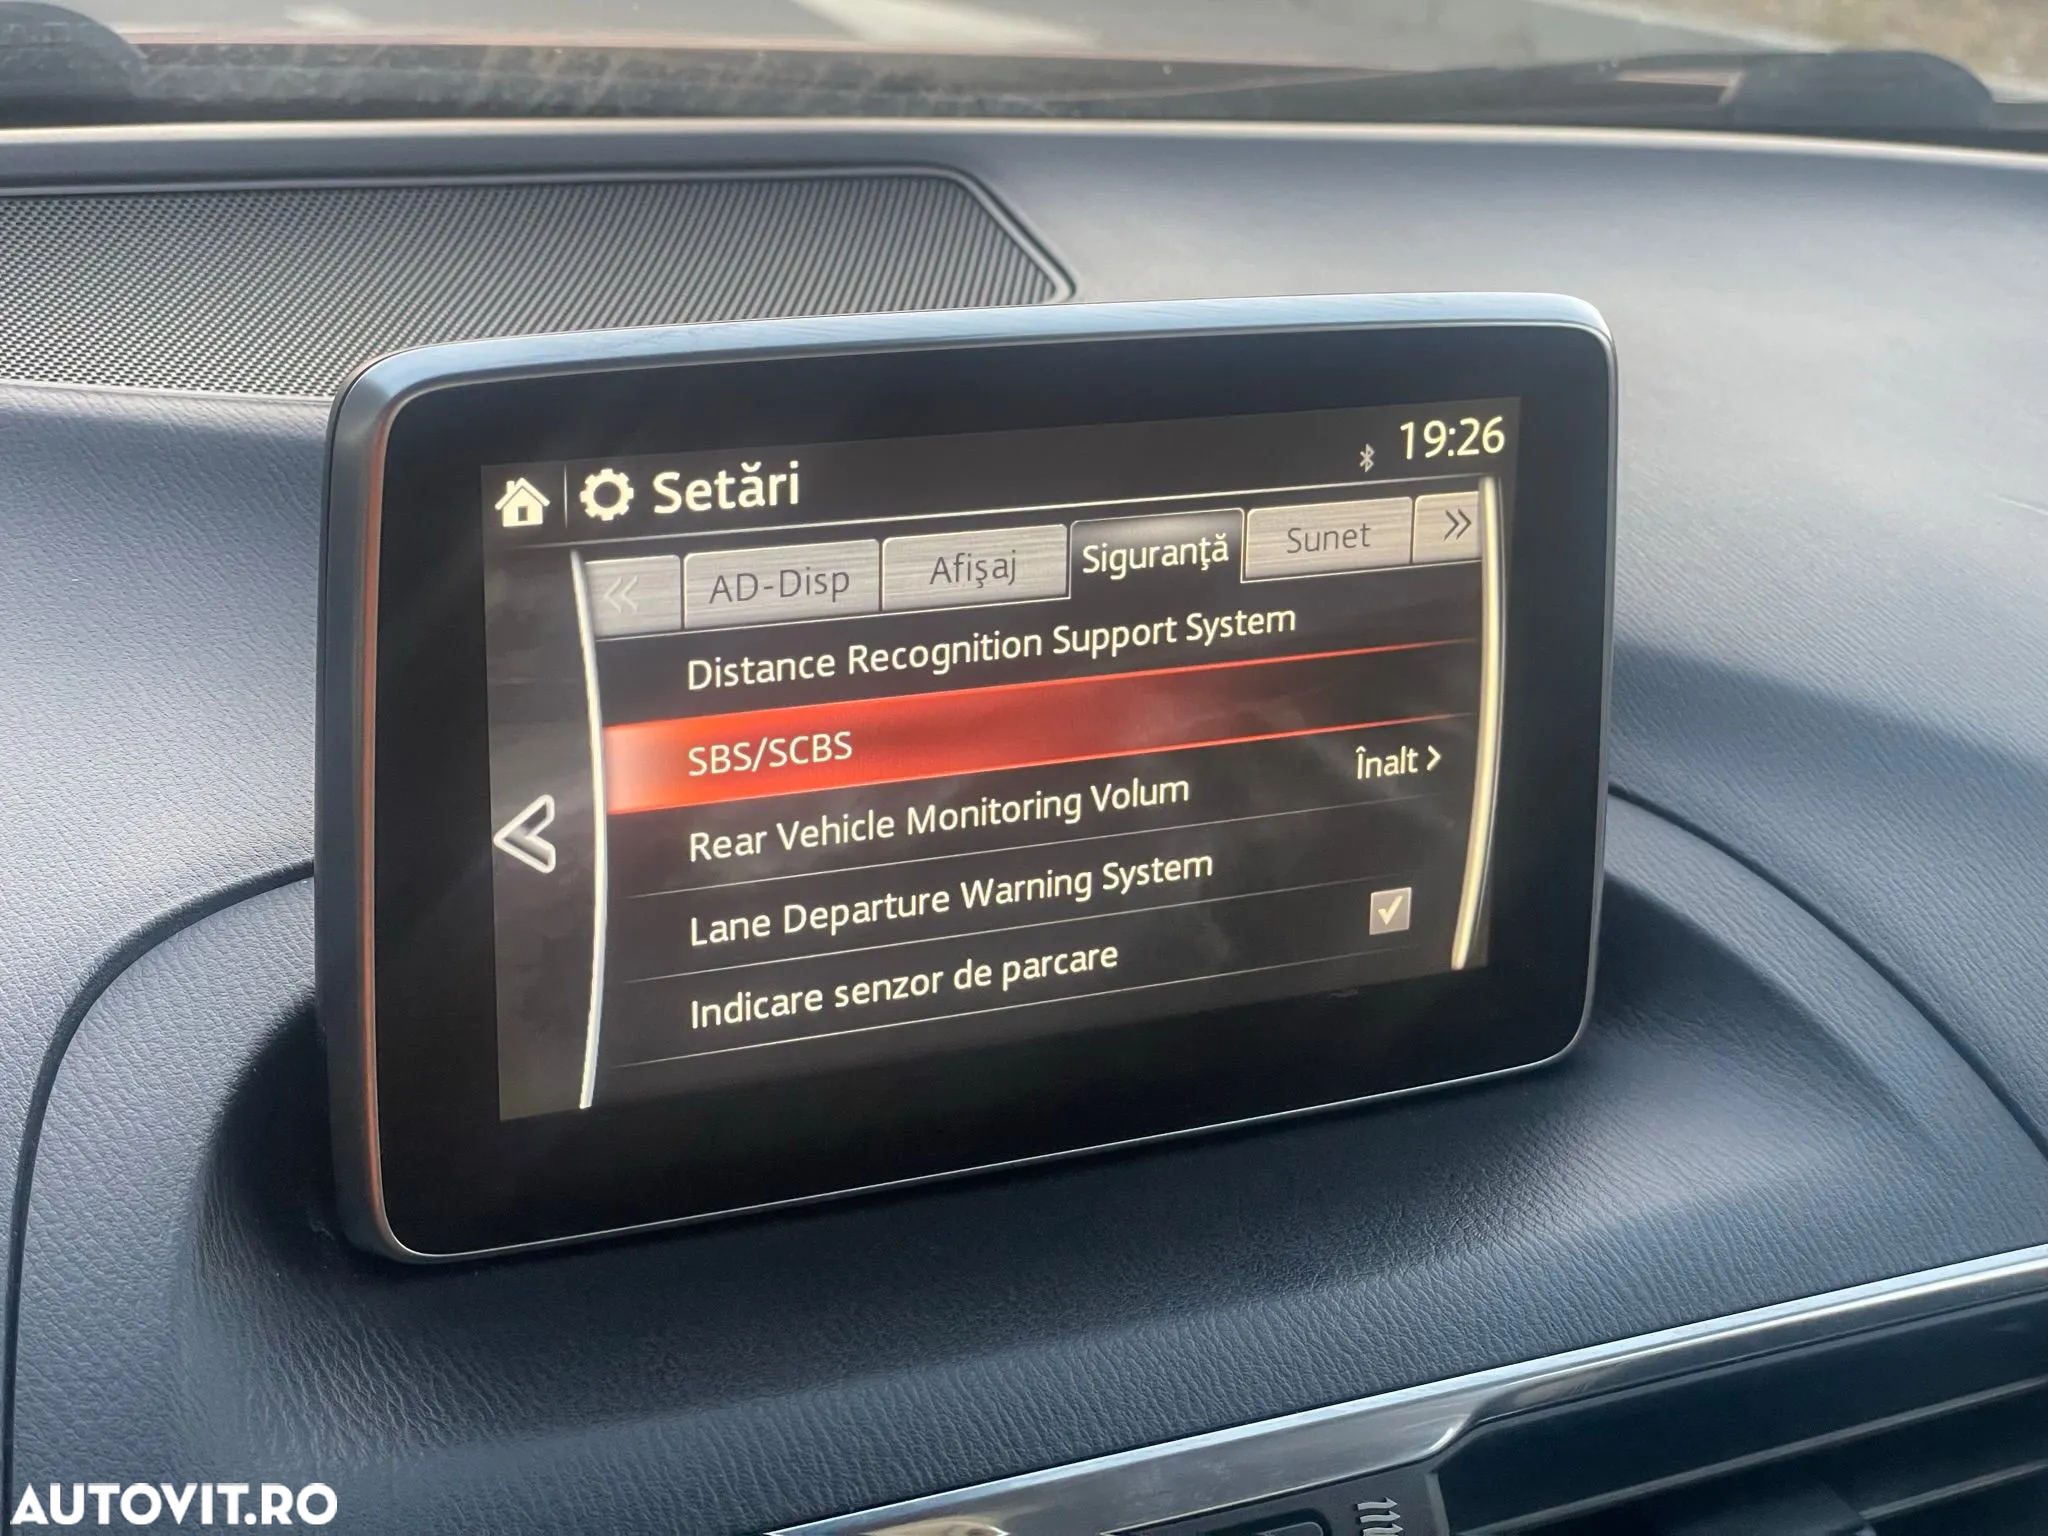 Setări
19:26
AD-Disp
Afişaj
Siguranţă
Sunet
Distance Recognition Support System
SBS/SCBS
Rear Vehicle Monitoring Volum
Înalt
Lane Departure Warning System
Indicare senzor de parcare
AUTOVIT.RO